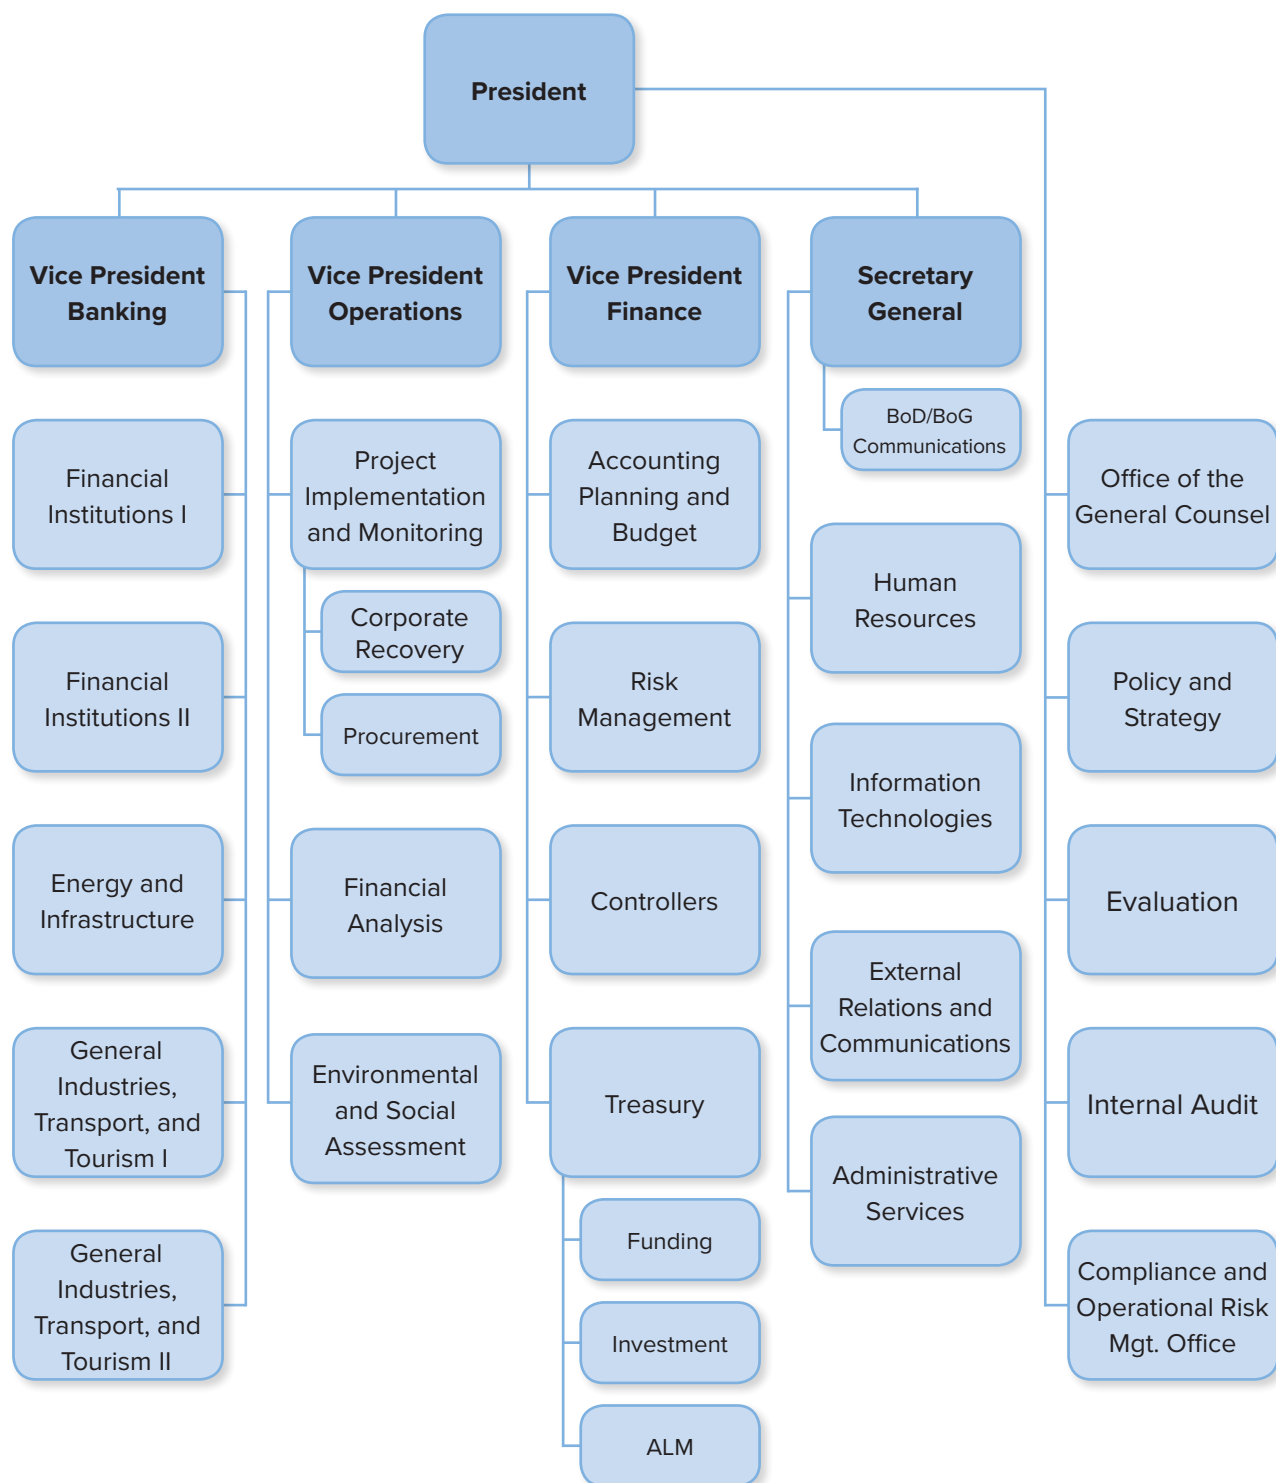 President
Vice President
Banking
Financial
Institutions I
Financial
Institutions II
Energy and
Infrastructure
General
Industries,
Transport, and
Tourism I
General
Industries,
Transport, and
Tourism II
Vice President
Operations
Project
Implementation
and Monitoring
Corporate
Recovery
Procurement
Financial
Analysis
Environmental
and Social
Assessment
Vice President
Finance
Accounting
Planning and
Budget
Risk
Management
Controllers
Treasury
Funding
Investment
ALM
Secretary
General
BoD/BoG
Communications
Human
Resources
Information
Technologies
External
Relations and
Communications
Administrative
Services
Office of the
General Counsel
Policy and
Strategy
Evaluation
Internal Audit
Compliance and
Operational Risk
Mgt. Office